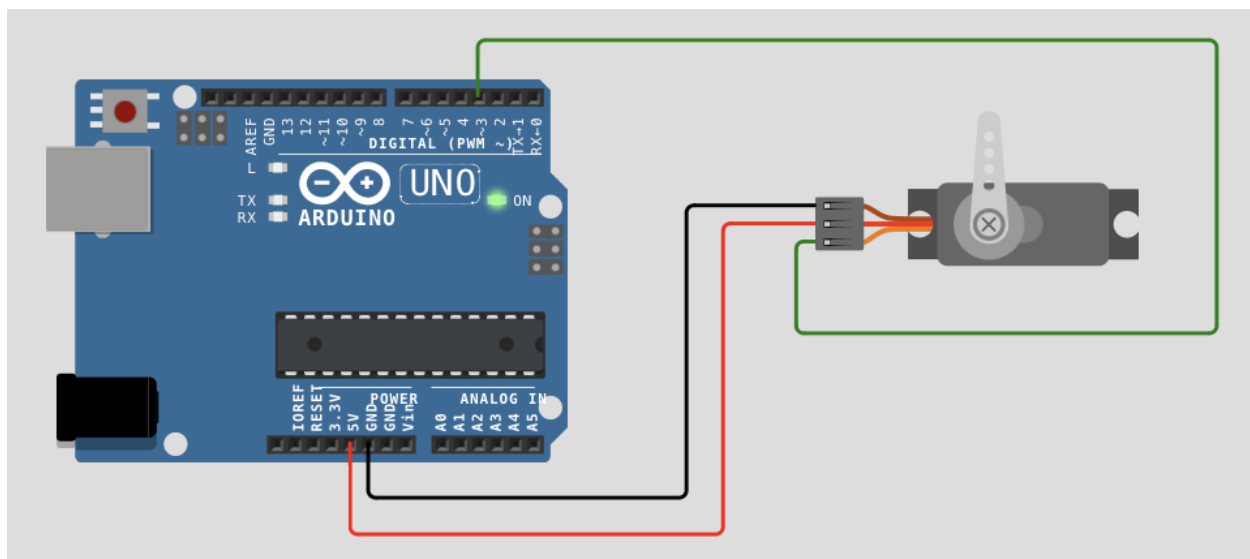 AREF
GND
13
12
~11
~10
~9
8
7
~6
~5
4
~3
2
TX→1
RX←0
DIGITAL (PWM ~)
L
TX
RX
UNO
ON
ARDUINO
IOREF
RESET
3.3V
5V
GND
GND
Vin
POWER
ANALOG IN
A0
A1
A2
A3
A4
A5